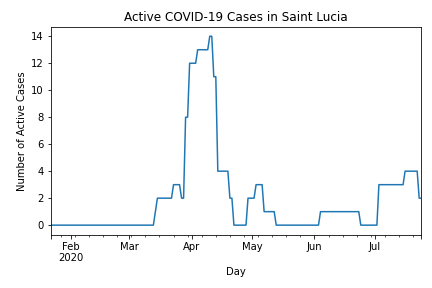 Active COVID-19 Cases in Saint Lucia
Number of Active Cases
14
12
10
8
6
4
2
0
Feb Mar Apr May Jun Jul
2020
Day